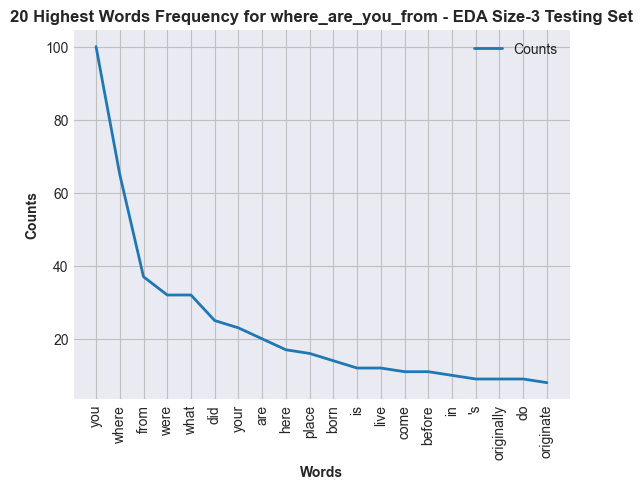 20 Highest Words Frequency for where_are_you_from - EDA Size-3 Testing Set
Counts
100
80
60
40
20
Counts
you
where
from
were
what
did
your
are
here
place
born
is
live
come
before
in
's
originally
do
originate
Words